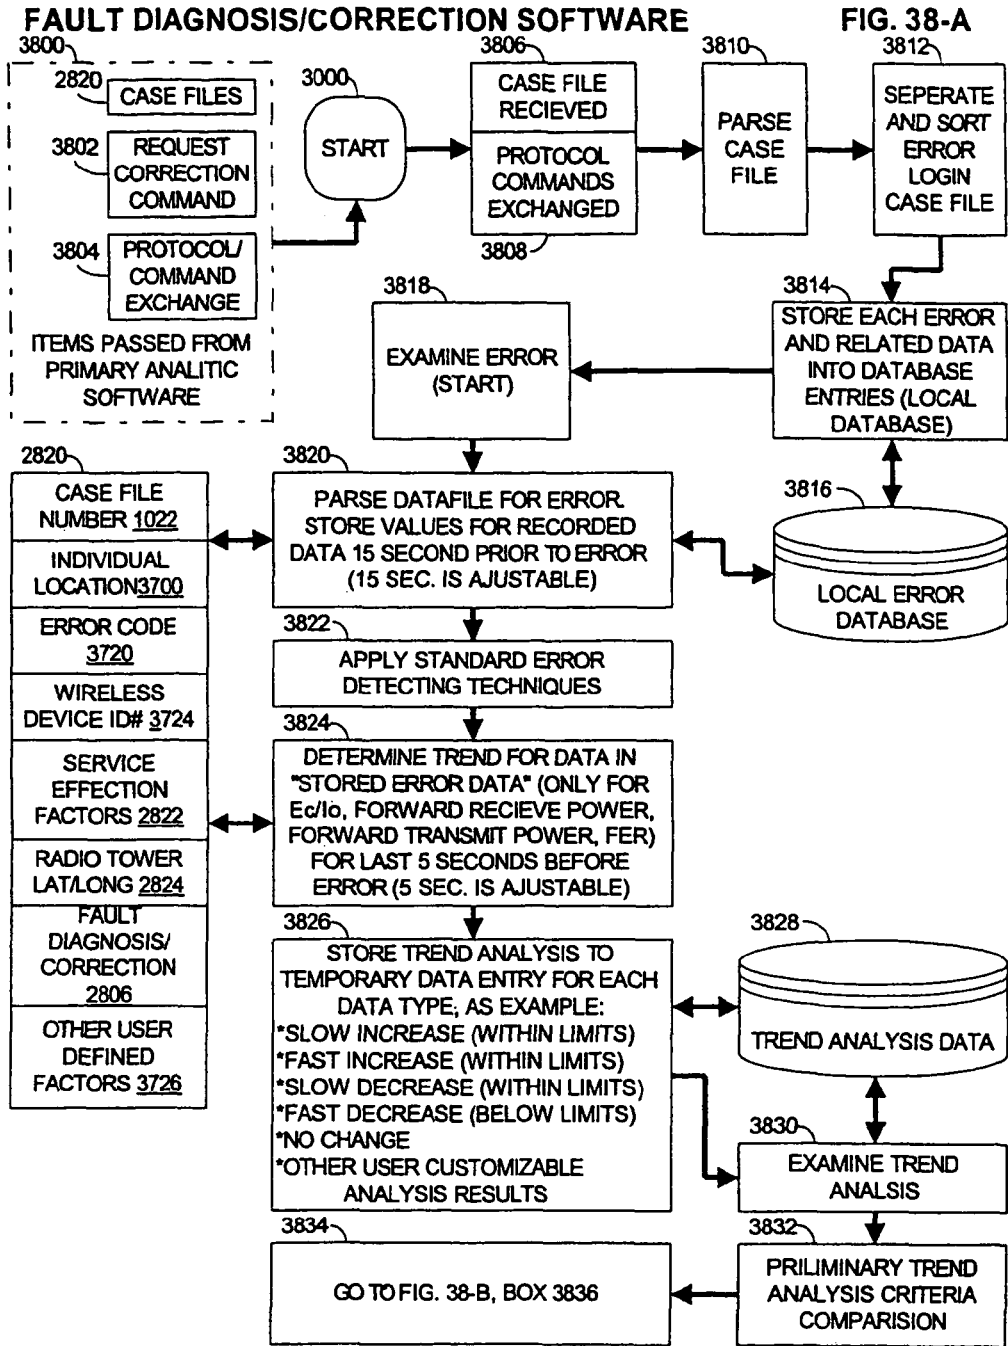 FAULT DIAGNOSIS/CORRECTION SOFTWARE
FIG. 38-A
3800
2820
CASE FILES
3802
REQUEST
CORRECTION
COMMAND
3804
PROTOCOL/
COMMAND
EXCHANGE
ITEMS PASSED FROM
PRIMARY ANALITIC
SOFTWARE
3000
START
3806
CASE FILE
RECIEVED
PROTOCOL
COMMANDS
EXCHANGED
3808
3810
PARSE
CASE
FILE
3812
SEPERATE
AND SORT
ERROR
LOGIN
CASE FILE
3814
STORE EACH ERROR
AND RELATED DATA
INTO DATABASE
ENTRIES (LOCAL
DATABASE)
3818
EXAMINE ERROR
(START)
3816
LOCAL ERROR
DATABASE
2820
CASE FILE
NUMBER 1022
INDIVIDUAL
LOCATION3700
ERROR CODE
3720
WIRELESS
DEVICE ID# 3724
SERVICE
EFFECTION
FACTORS 2822
RADIO TOWER
LAT/LONG 2824
FAULT
DIAGNOSIS/
CORRECTION
2806
OTHER USER
DEFINED
FACTORS 3726
3820
PARSE DATAFILE FOR ERROR.
STORE VALUES FOR RECORDED
DATA 15 SECOND PRIOR TO ERROR
(15 SEC. IS AJUSTABLE)
3822
APPLY STANDARD ERROR
DETECTING TECHNIQUES
3824
DETERMINE TREND FOR DATA IN
"STORED ERROR DATA" (ONLY FOR
Ec/Io, FORWARD RECIEVE POWER,
FORWARD TRANSMIT POWER, FER)
FOR LAST 5 SECONDS BEFORE
ERROR (5 SEC. IS AJUSTABLE)
3826
STORE TREND ANALYSIS TO
TEMPORARY DATA ENTRY FOR EACH
DATA TYPE; AS EXAMPLE:
*SLOW INCREASE (WITHIN LIMITS)
*FAST INCREASE (WITHIN LIMITS)
*SLOW DECREASE (WITHIN LIMITS)
*FAST DECREASE (BELOW LIMITS)
*NO CHANGE
*OTHER USER CUSTOMIZABLE
ANALYSIS RESULTS
3828
TREND ANALYSIS DATA
3830
EXAMINE TREND
ANALSIS
3832
PRILIMINARY TREND
ANALYSIS CRITERIA
COMPARISION
3834
GO TO FIG. 38-B, BOX 3836